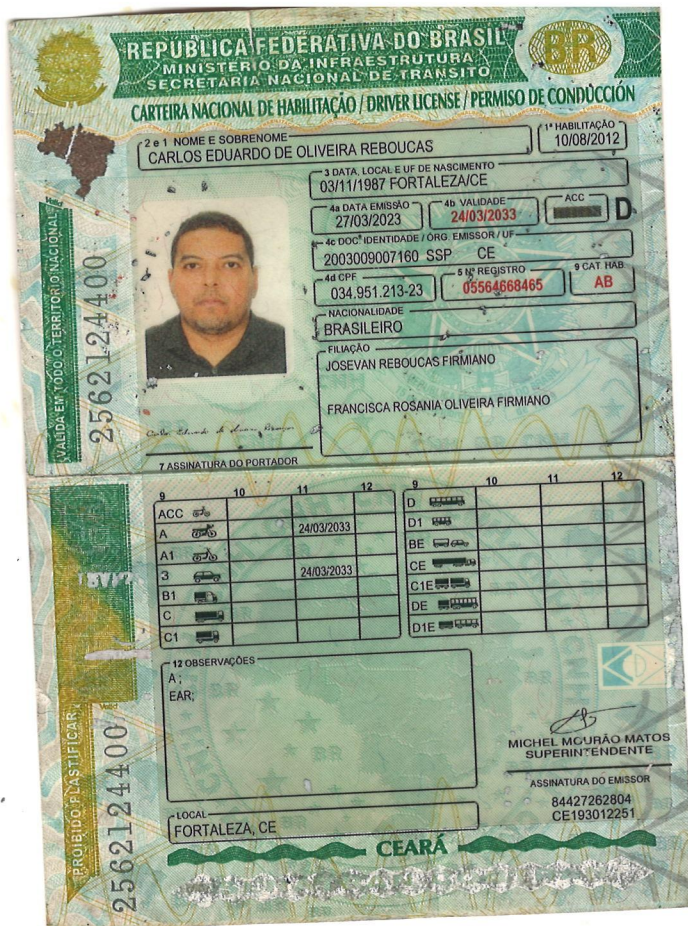 REPÚBLICA FEDERATIVA DO BRASIL
MINISTÉRIO DA INFRAESTRUTURA
SECRETARIA NACIONAL DE TRÂNSITO
BR
CARTEIRA NACIONAL DE HABILITAÇÃO / DRIVER LICENSE / PERMISO DE CONDUCCIÓN
2 e 1 NOME E SOBRENOME
CARLOS EDUARDO DE OLIVEIRA REBOUCAS
1ª HABILITAÇÃO
10/08/2012
3 DATA, LOCAL E UF DE NASCIMENTO
03/11/1987 FORTALEZA/CE
4a DATA EMISSÃO
27/03/2023
4b VALIDADE
24/03/2033
ACC
D
4c DOC. IDENTIDADE / ÓRG. EMISSOR / UF
2003009007160 SSP CE
4d CPF
034.951.213-23
5 Nº REGISTRO
05564668465
9 CAT HAB
AB
NACIONALIDADE
BRASILEIRO
FILIAÇÃO
JOSEVAN REBOUCAS FIRMIANO
FRANCISCA ROSANIA OLIVEIRA FIRMIANO
7 ASSINATURA DO PORTADOR
VÁLIDA EM TODO O TERRITÓRIO NACIONAL
2562124400
9 10 11 12 9 10 11 12
ACC D
A 24/03/2033 D1
A1 BE
B 24/03/2033 CE
B1 C1E
C DE
C1 D1E
12 OBSERVAÇÕES
A ;
EAR;
MICHEL MOURÃO MATOS
SUPERINTENDENTE
ASSINATURA DO EMISSOR
84427262804
CE193012251
LOCAL
FORTALEZA, CE
CEARÁ
PROIBIDO PLASTIFICAR
2562124400